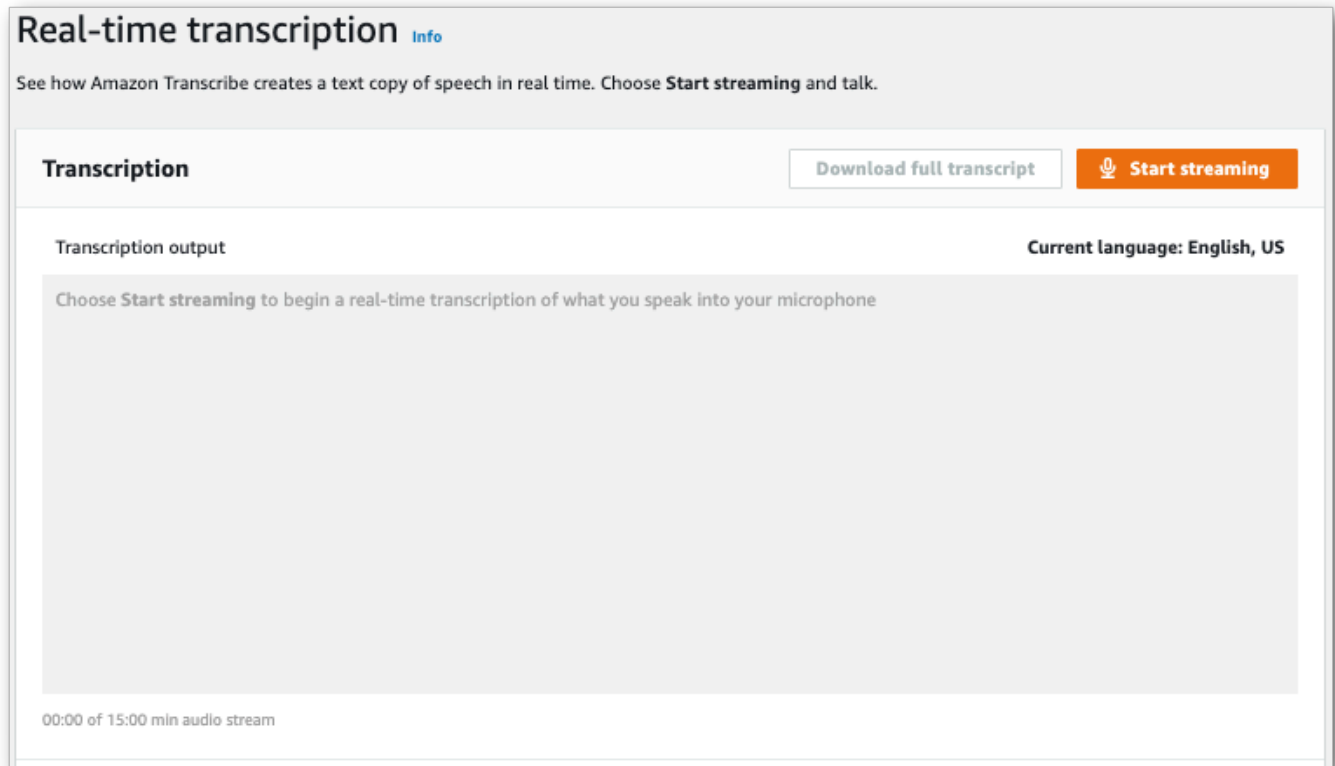 Real-time transcription Info
See how Amazon Transcribe creates a text copy of speech in real time. Choose Start streaming and talk.
Transcription
Download full transcript
Start streaming
Transcription output
Current language: English, US
Choose Start streaming to begin a real-time transcription of what you speak into your microphone
00:00 of 15:00 min audio stream